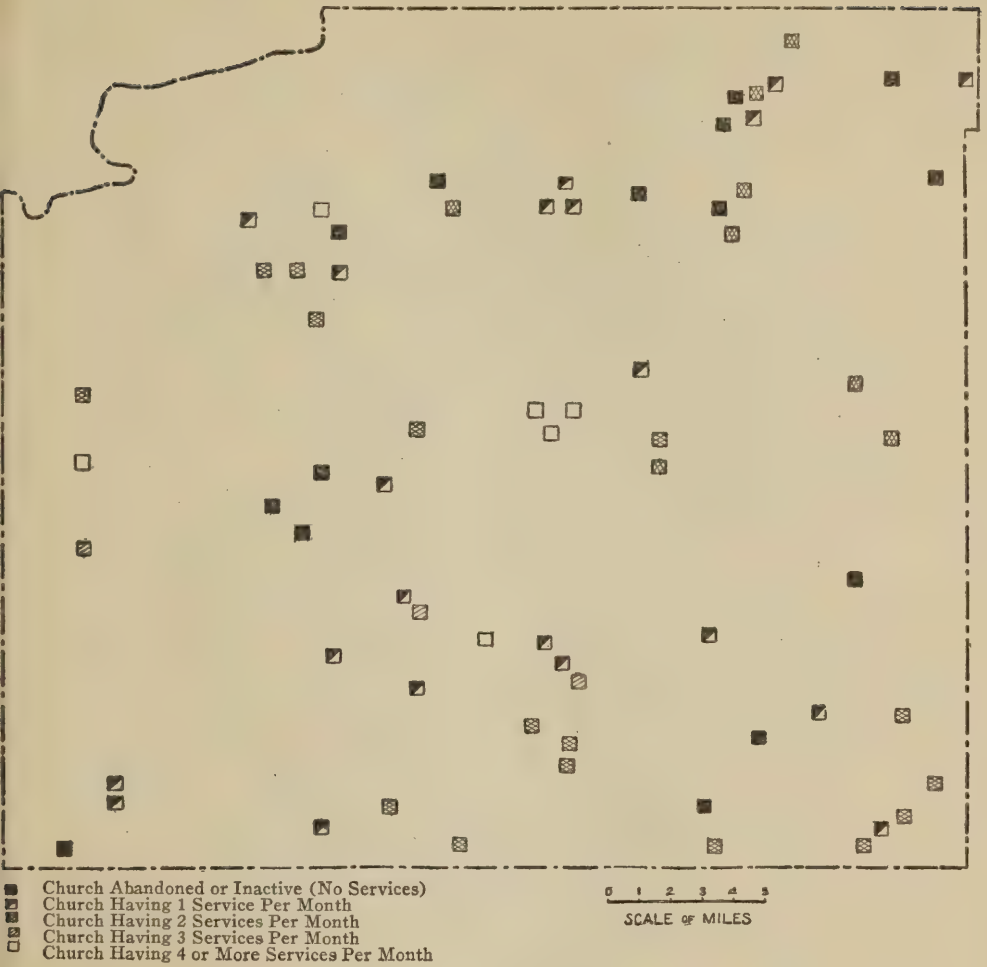 Church Abandoned or Inactive (No Services)
Church Having 1 Service Per Month
Church Having 2 Services Per Month
Church Having 3 Services Per Month
Church Having 4 or More Services Per Month
0 1 2 3 4 5
SCALE OF MILES